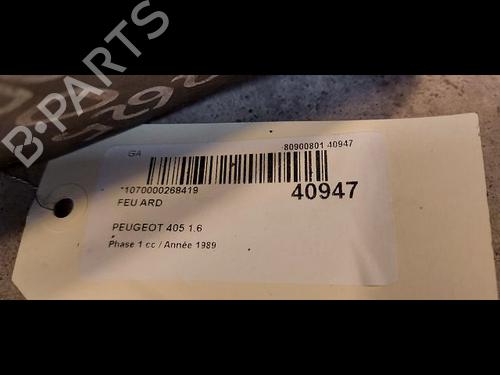 GA
80900801 40947
*1070000268419
40947
FEU ARD
PEUGEOT 405 1.6
Phase 1 cc / Année 1989
B-PARTS